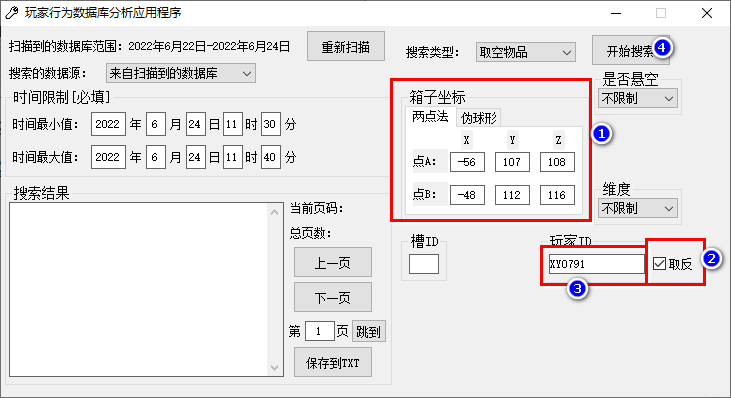 玩家行为数据库分析应用程序
扫描到的数据库范围：2022年6月22日-2022年6月24日
重新扫描
搜索类型：
取空物品
开始搜索
4
搜索的数据源：
来自扫描到的数据库
时间限制[必填]
时间最小值：
2022 年 6 月 24 日 11 时 30 分
时间最大值：
2022 年 6 月 24 日 11 时 40 分
箱子坐标
两点法
伪球形
X Y Z
点A： -56 107 108
点B： -48 112 116
1
是否悬空
不限制
维度
不限制
搜索结果
当前页码：
总页数：
上一页
下一页
第 1 页
跳到
保存到TXT
槽ID
玩家ID
XYO791
取反
2
3